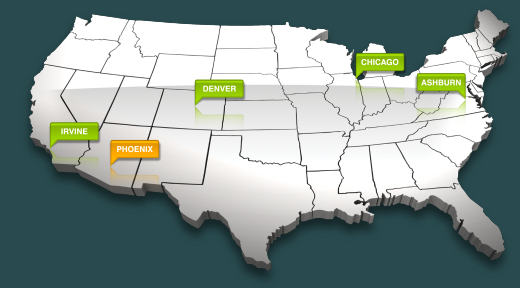 CHICAGO
DENVER
ASHBURN
IRVINE
PHOENIX